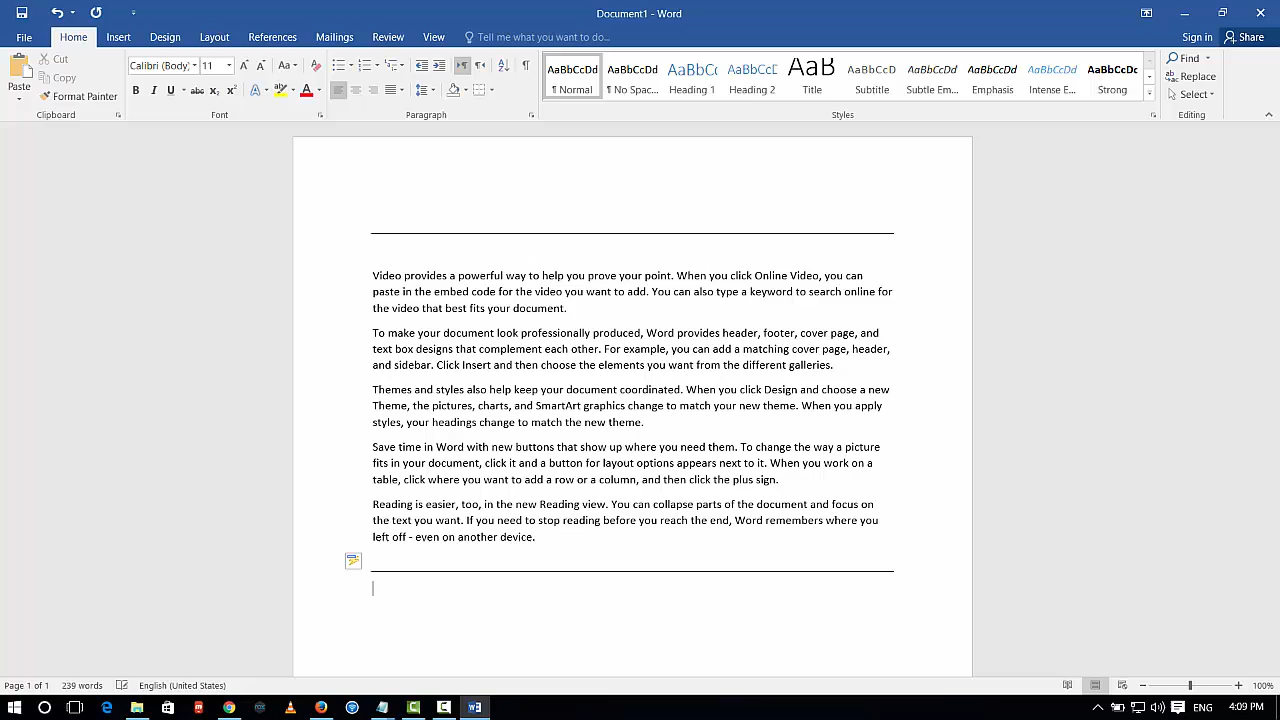 Document1 - Word
File Home Insert Design Layout References Mailings Review View Tell me what you want to do... Sign in Share
Paste
Cut
Copy
Format Painter
Calibri (Body) 11 Aa
B I U abc x₂ x² A A
AaBbCcDd AaBbCcDd AaBbCc AaBbCcE AaB AaBbCcD AaBbCcDd AaBbCcDd AaBbCcDd AaBbCcDc
¶ Normal ¶ No Spac... Heading 1 Heading 2 Title Subtitle Subtle Em... Emphasis Intense E... Strong
Find
Replace
Select
Clipboard Font Paragraph Styles Editing
Video provides a powerful way to help you prove your point. When you click Online Video, you can
paste in the embed code for the video you want to add. You can also type a keyword to search online for
the video that best fits your document.
To make your document look professionally produced, Word provides header, footer, cover page, and
text box designs that complement each other. For example, you can add a matching cover page, header,
and sidebar. Click Insert and then choose the elements you want from the different galleries.
Themes and styles also help keep your document coordinated. When you click Design and choose a new
Theme, the pictures, charts, and SmartArt graphics change to match your new theme. When you apply
styles, your headings change to match the new theme.
Save time in Word with new buttons that show up where you need them. To change the way a picture
fits in your document, click it and a button for layout options appears next to it. When you work on a
table, click where you want to add a row or a column, and then click the plus sign.
Reading is easier, too, in the new Reading view. You can collapse parts of the document and focus on
the text you want. If you need to stop reading before you reach the end, Word remembers where you
left off - even on another device.
Page 1 of 1 239 words English (United States) 100%
ENG 4:09 PM